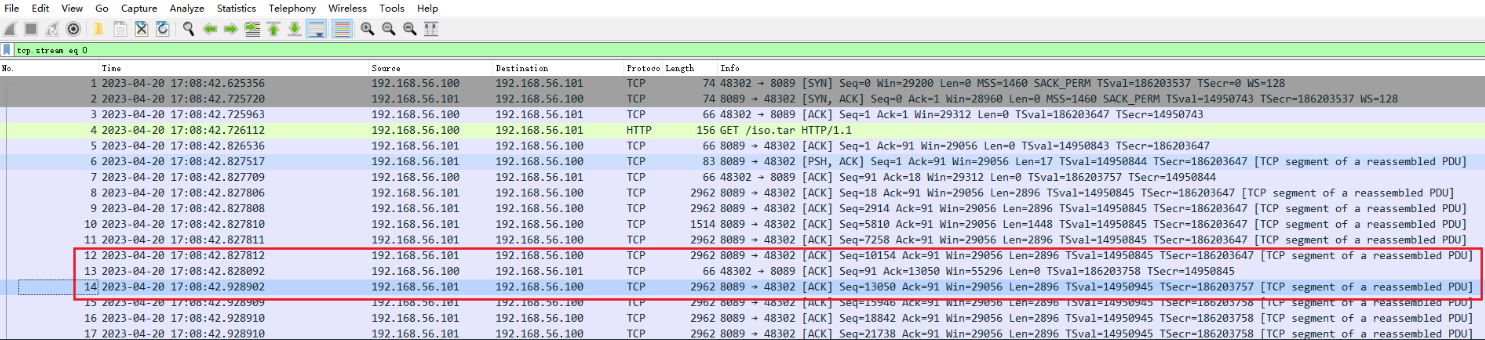 File Edit View Go Capture Analyze Statistics Telephony Wireless Tools Help
tcp.stream eq 0
No. Time Source Destination Protoco Length Info
1 2023-04-20 17:08:42.625356 192.168.56.100 192.168.56.101 TCP 74 48302 → 8089 [SYN] Seq=0 Win=29200 Len=0 MSS=1460 SACK_PERM TSval=186203537 TSecr=0 WS=128
2 2023-04-20 17:08:42.725720 192.168.56.101 192.168.56.100 TCP 74 8089 → 48302 [SYN, ACK] Seq=0 Ack=1 Win=28960 Len=0 MSS=1460 SACK_PERM TSval=14950743 TSecr=186203537 WS=128
3 2023-04-20 17:08:42.725963 192.168.56.100 192.168.56.101 TCP 66 48302 → 8089 [ACK] Seq=1 Ack=1 Win=29312 Len=0 TSval=186203647 TSecr=14950743
4 2023-04-20 17:08:42.726112 192.168.56.100 192.168.56.101 HTTP 156 GET /iso.tar HTTP/1.1
5 2023-04-20 17:08:42.826536 192.168.56.101 192.168.56.100 TCP 66 8089 → 48302 [ACK] Seq=1 Ack=91 Win=29056 Len=0 TSval=14950843 TSecr=186203647
6 2023-04-20 17:08:42.827517 192.168.56.101 192.168.56.100 TCP 83 8089 → 48302 [PSH, ACK] Seq=1 Ack=91 Win=29056 Len=17 TSval=14950844 TSecr=186203647 [TCP segment of a reassembled PDU]
7 2023-04-20 17:08:42.827709 192.168.56.100 192.168.56.101 TCP 66 48302 → 8089 [ACK] Seq=91 Ack=18 Win=29312 Len=0 TSval=186203757 TSecr=14950844
8 2023-04-20 17:08:42.827806 192.168.56.101 192.168.56.100 TCP 2962 8089 → 48302 [ACK] Seq=18 Ack=91 Win=29056 Len=2896 TSval=14950845 TSecr=186203647 [TCP segment of a reassembled PDU]
9 2023-04-20 17:08:42.827808 192.168.56.101 192.168.56.100 TCP 2962 8089 → 48302 [ACK] Seq=2914 Ack=91 Win=29056 Len=2896 TSval=14950845 TSecr=186203647 [TCP segment of a reassembled PDU]
10 2023-04-20 17:08:42.827810 192.168.56.101 192.168.56.100 TCP 1514 8089 → 48302 [ACK] Seq=5810 Ack=91 Win=29056 Len=1448 TSval=14950845 TSecr=186203647 [TCP segment of a reassembled PDU]
11 2023-04-20 17:08:42.827811 192.168.56.101 192.168.56.100 TCP 2962 8089 → 48302 [ACK] Seq=7258 Ack=91 Win=29056 Len=2896 TSval=14950845 TSecr=186203647 [TCP segment of a reassembled PDU]
12 2023-04-20 17:08:42.827812 192.168.56.101 192.168.56.100 TCP 2962 8089 → 48302 [ACK] Seq=10154 Ack=91 Win=29056 Len=2896 TSval=14950845 TSecr=186203647 [TCP segment of a reassembled PDU]
13 2023-04-20 17:08:42.828092 192.168.56.100 192.168.56.101 TCP 66 48302 → 8089 [ACK] Seq=91 Ack=13050 Win=55296 Len=0 TSval=186203758 TSecr=14950845
14 2023-04-20 17:08:42.928902 192.168.56.101 192.168.56.100 TCP 2962 8089 → 48302 [ACK] Seq=13050 Ack=91 Win=29056 Len=2896 TSval=14950945 TSecr=186203757 [TCP segment of a reassembled PDU]
15 2023-04-20 17:08:42.928909 192.168.56.101 192.168.56.100 TCP 2962 8089 → 48302 [ACK] Seq=15946 Ack=91 Win=29056 Len=2896 TSval=14950945 TSecr=186203758 [TCP segment of a reassembled PDU]
16 2023-04-20 17:08:42.928910 192.168.56.101 192.168.56.100 TCP 2962 8089 → 48302 [ACK] Seq=18842 Ack=91 Win=29056 Len=2896 TSval=14950945 TSecr=186203758 [TCP segment of a reassembled PDU]
17 2023-04-20 17:08:42.928910 192.168.56.101 192.168.56.100 TCP 2962 8089 → 48302 [ACK] Seq=21738 Ack=91 Win=29056 Len=2896 TSval=14950945 TSecr=186203758 [TCP segment of a reassembled PDU]